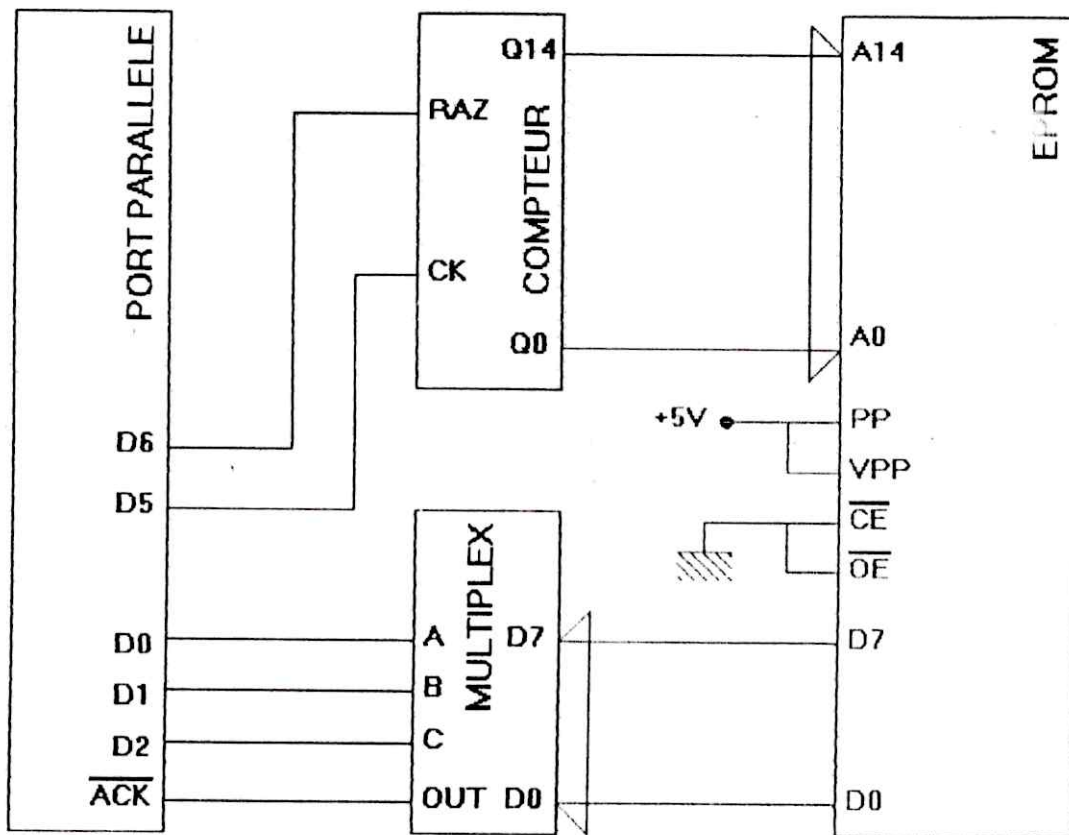 PORT PARALLELE
D6
D5
D0
D1
D2
ACK
RAZ
CK
Q14
Q0
COMPTEUR
A
B
C
OUT
D7
D0
MULTIPLEX
+5V
A14
A0
PP
VPP
CE
OE
D7
D0
EPROM